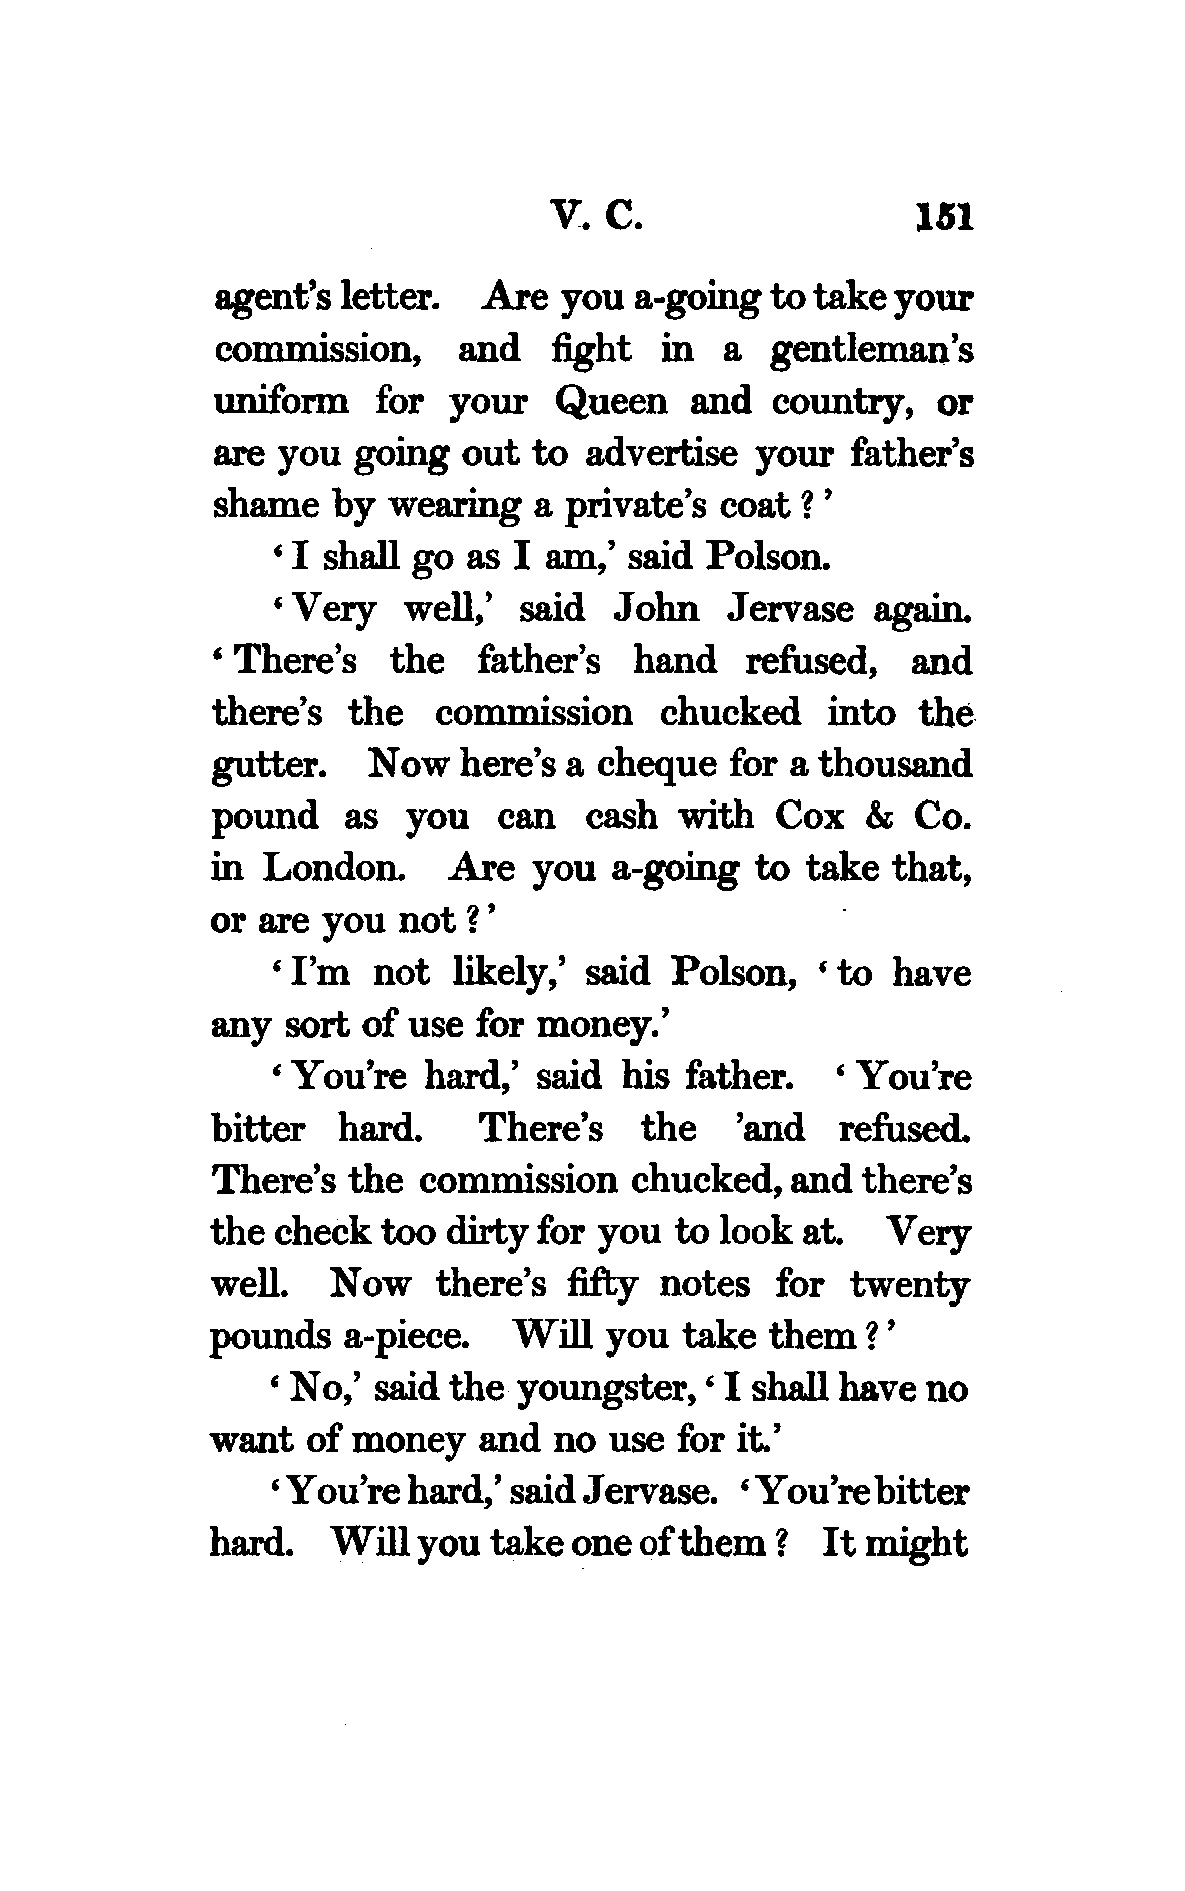 V. C. 151
agent's letter. Are you a-going to take your
commission, and fight in a gentleman's
uniform for your Queen and country, or
are you going out to advertise your father's
shame by wearing a private's coat ?'
' I shall go as I am,' said Polson.
' Very well,' said John Jervase again.
' There's the father's hand refused, and
there's the commission chucked into the
gutter. Now here's a cheque for a thousand
pound as you can cash with Cox & Co.
in London. Are you a-going to take that,
or are you not ?'
' I'm not likely,' said Polson, ' to have
any sort of use for money.'
' You're hard,' said his father. ' You're
bitter hard. There's the 'and refused.
There's the commission chucked, and there's
the check too dirty for you to look at. Very
well. Now there's fifty notes for twenty
pounds a-piece. Will you take them ?'
' No,' said the youngster, ' I shall have no
want of money and no use for it.'
' You're hard,' said Jervase. ' You're bitter
hard. Will you take one of them ? It might